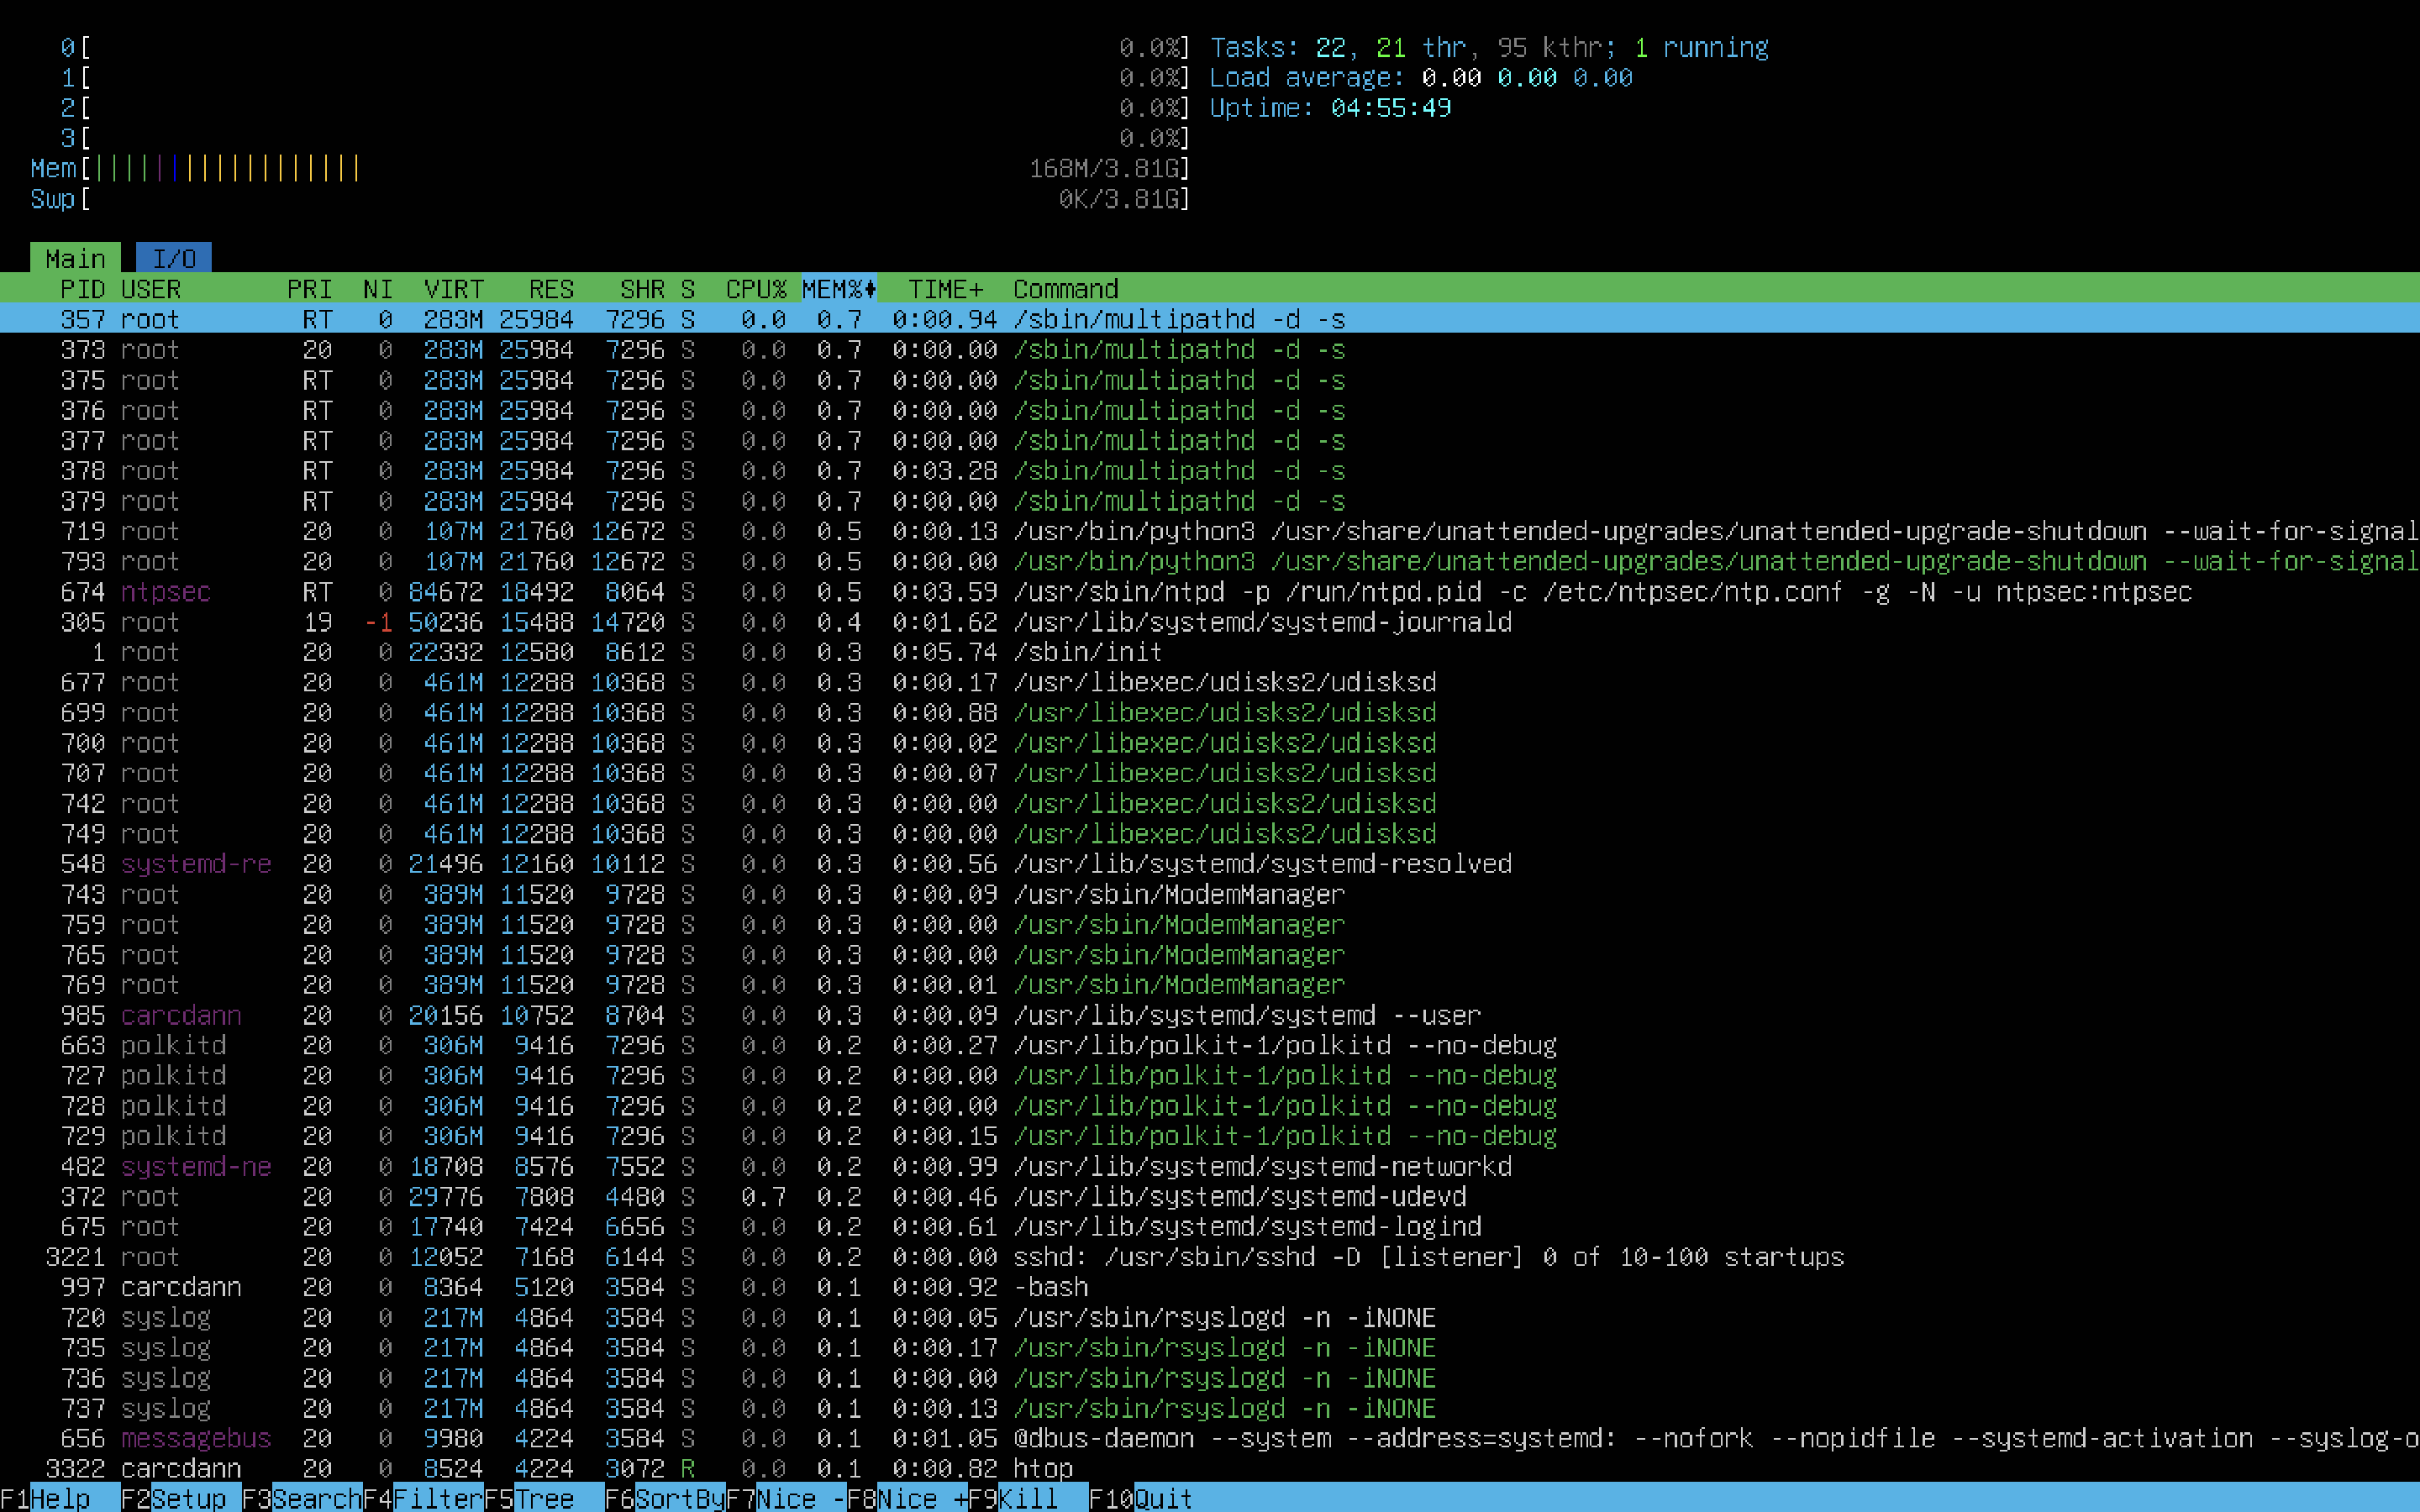 0[ 0.0%] Tasks: 22, 21 thr, 95 kthr; 1 running
1[ 0.0%] Load average: 0.00 0.00 0.00
2[ 0.0%] Uptime: 04:55:49
3[ 0.0%]
Mem[|||||||||||||||||| 168M/3.81G]
Swp[ 0K/3.81G]
Main I/O
PID USER PRI NI VIRT RES SHR S CPU% MEM% TIME+ Command
357 root RT 0 283M 25984 7296 S 0.0 0.7 0:00.94 /sbin/multipathd -d -s
373 root 20 0 283M 25984 7296 S 0.0 0.7 0:00.00 /sbin/multipathd -d -s
375 root RT 0 283M 25984 7296 S 0.0 0.7 0:00.00 /sbin/multipathd -d -s
376 root RT 0 283M 25984 7296 S 0.0 0.7 0:00.00 /sbin/multipathd -d -s
377 root RT 0 283M 25984 7296 S 0.0 0.7 0:00.00 /sbin/multipathd -d -s
378 root RT 0 283M 25984 7296 S 0.0 0.7 0:03.28 /sbin/multipathd -d -s
379 root RT 0 283M 25984 7296 S 0.0 0.7 0:00.00 /sbin/multipathd -d -s
719 root 20 0 107M 21760 12672 S 0.0 0.5 0:00.13 /usr/bin/python3 /usr/share/unattended-upgrades/unattended-upgrade-shutdown --wait-for-signal
793 root 20 0 107M 21760 12672 S 0.0 0.5 0:00.00 /usr/bin/python3 /usr/share/unattended-upgrades/unattended-upgrade-shutdown --wait-for-signal
674 ntpsec RT 0 84672 18492 8064 S 0.0 0.5 0:03.59 /usr/sbin/ntpd -p /run/ntpd.pid -c /etc/ntpsec/ntp.conf -g -N -u ntpsec:ntpsec
305 root 19 -1 50236 15488 14720 S 0.0 0.4 0:01.62 /usr/lib/systemd/systemd-journald
1 root 20 0 22332 12580 8612 S 0.0 0.3 0:05.74 /sbin/init
677 root 20 0 461M 12288 10368 S 0.0 0.3 0:00.17 /usr/libexec/udisks2/udisksd
699 root 20 0 461M 12288 10368 S 0.0 0.3 0:00.88 /usr/libexec/udisks2/udisksd
700 root 20 0 461M 12288 10368 S 0.0 0.3 0:00.02 /usr/libexec/udisks2/udisksd
707 root 20 0 461M 12288 10368 S 0.0 0.3 0:00.07 /usr/libexec/udisks2/udisksd
742 root 20 0 461M 12288 10368 S 0.0 0.3 0:00.00 /usr/libexec/udisks2/udisksd
749 root 20 0 461M 12288 10368 S 0.0 0.3 0:00.00 /usr/libexec/udisks2/udisksd
548 systemd-re 20 0 21496 12160 10112 S 0.0 0.3 0:00.56 /usr/lib/systemd/systemd-resolved
743 root 20 0 389M 11520 9728 S 0.0 0.3 0:00.09 /usr/sbin/ModemManager
759 root 20 0 389M 11520 9728 S 0.0 0.3 0:00.00 /usr/sbin/ModemManager
765 root 20 0 389M 11520 9728 S 0.0 0.3 0:00.00 /usr/sbin/ModemManager
769 root 20 0 389M 11520 9728 S 0.0 0.3 0:00.01 /usr/sbin/ModemManager
985 carcdann 20 0 20156 10752 8704 S 0.0 0.3 0:00.09 /usr/lib/systemd/systemd --user
663 polkitd 20 0 306M 9416 7296 S 0.0 0.2 0:00.27 /usr/lib/polkit-1/polkitd --no-debug
727 polkitd 20 0 306M 9416 7296 S 0.0 0.2 0:00.00 /usr/lib/polkit-1/polkitd --no-debug
728 polkitd 20 0 306M 9416 7296 S 0.0 0.2 0:00.00 /usr/lib/polkit-1/polkitd --no-debug
729 polkitd 20 0 306M 9416 7296 S 0.0 0.2 0:00.15 /usr/lib/polkit-1/polkitd --no-debug
482 systemd-ne 20 0 18708 8576 7552 S 0.0 0.2 0:00.99 /usr/lib/systemd/systemd-networkd
372 root 20 0 29776 7808 4480 S 0.7 0.2 0:00.46 /usr/lib/systemd/systemd-udevd
675 root 20 0 17740 7424 6656 S 0.0 0.2 0:00.61 /usr/lib/systemd/systemd-logind
3221 root 20 0 12052 7168 6144 S 0.0 0.2 0:00.00 sshd: /usr/sbin/sshd -D [listener] 0 of 10-100 startups
997 carcdann 20 0 8364 5120 3584 S 0.0 0.1 0:00.92 -bash
720 syslog 20 0 217M 4864 3584 S 0.0 0.1 0:00.05 /usr/sbin/rsyslogd -n -iNONE
735 syslog 20 0 217M 4864 3584 S 0.0 0.1 0:00.17 /usr/sbin/rsyslogd -n -iNONE
736 syslog 20 0 217M 4864 3584 S 0.0 0.1 0:00.00 /usr/sbin/rsyslogd -n -iNONE
737 syslog 20 0 217M 4864 3584 S 0.0 0.1 0:00.13 /usr/sbin/rsyslogd -n -iNONE
656 messagebus 20 0 9980 4224 3584 S 0.0 0.1 0:01.05 @dbus-daemon --system --address=systemd: --nofork --nopidfile --systemd-activation --syslog-o
3322 carcdann 20 0 8524 4224 3072 R 0.0 0.1 0:00.82 htop
F1Help F2Setup F3SearchF4FilterF5Tree F6SortByF7Nice -F8Nice +F9Kill F10Quit